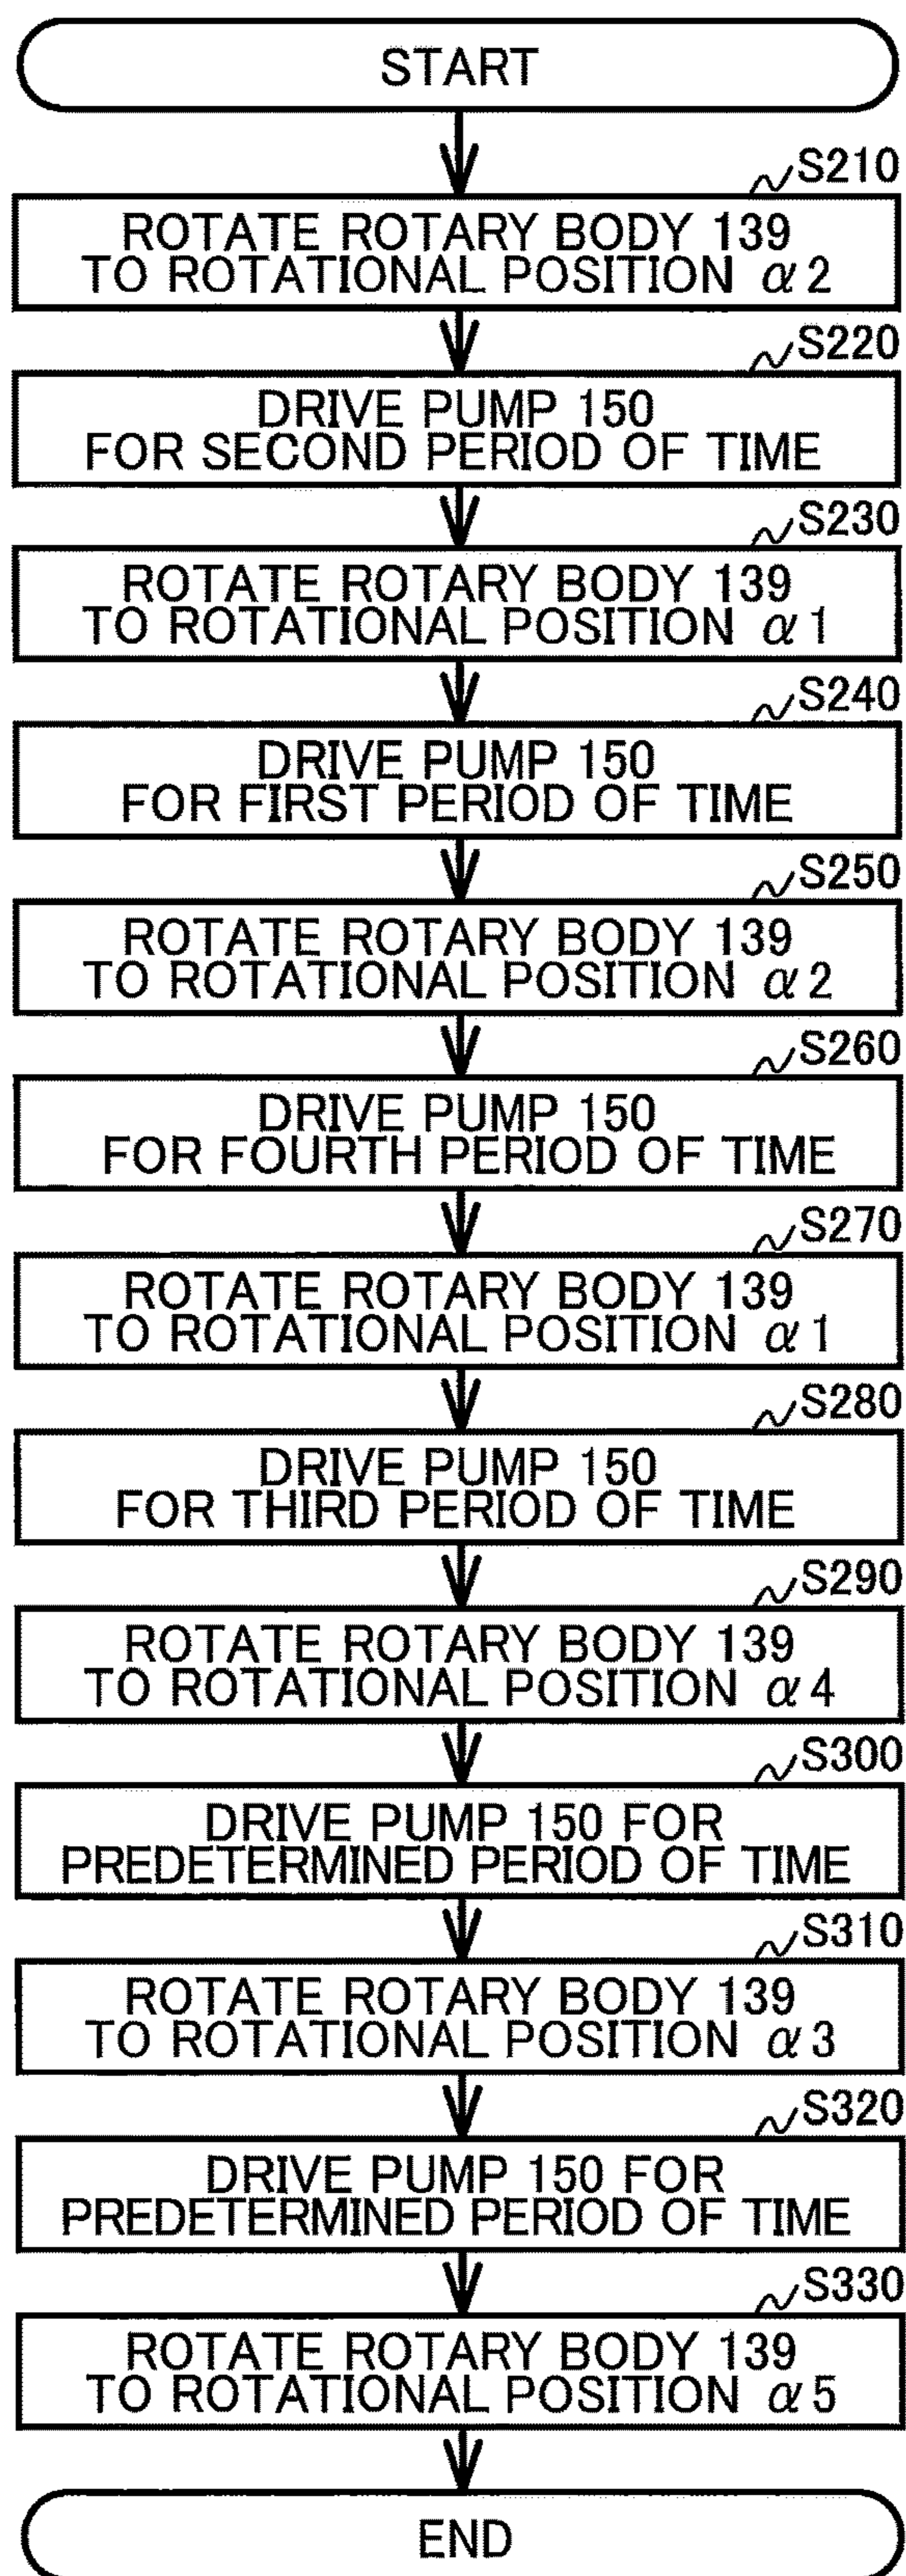 START
S210
ROTATE ROTARY BODY 139
TO ROTATIONAL POSITION α2
S220
DRIVE PUMP 150
FOR SECOND PERIOD OF TIME
S230
ROTATE ROTARY BODY 139
TO ROTATIONAL POSITION α1
S240
DRIVE PUMP 150
FOR FIRST PERIOD OF TIME
S250
ROTATE ROTARY BODY 139
TO ROTATIONAL POSITION α2
S260
DRIVE PUMP 150
FOR FOURTH PERIOD OF TIME
S270
ROTATE ROTARY BODY 139
TO ROTATIONAL POSITION α1
S280
DRIVE PUMP 150
FOR THIRD PERIOD OF TIME
S290
ROTATE ROTARY BODY 139
TO ROTATIONAL POSITION α4
S300
DRIVE PUMP 150 FOR
PREDETERMINED PERIOD OF TIME
S310
ROTATE ROTARY BODY 139
TO ROTATIONAL POSITION α3
S320
DRIVE PUMP 150 FOR
PREDETERMINED PERIOD OF TIME
S330
ROTATE ROTARY BODY 139
TO ROTATIONAL POSITION α5
END